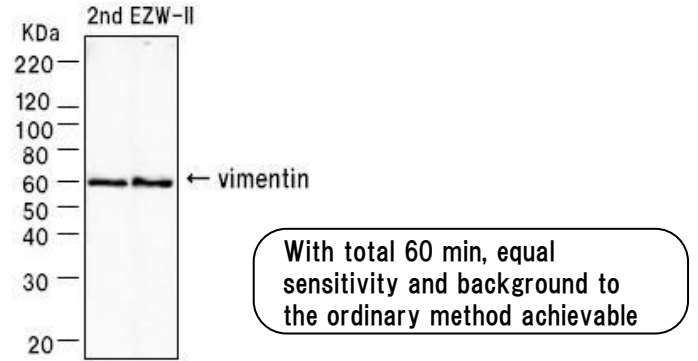 2nd EZW-II
KDa
220
120
100
80
60
← vimentin
50
40
30
20
With total 60 min, equal
sensitivity and background to
the ordinary method achievable